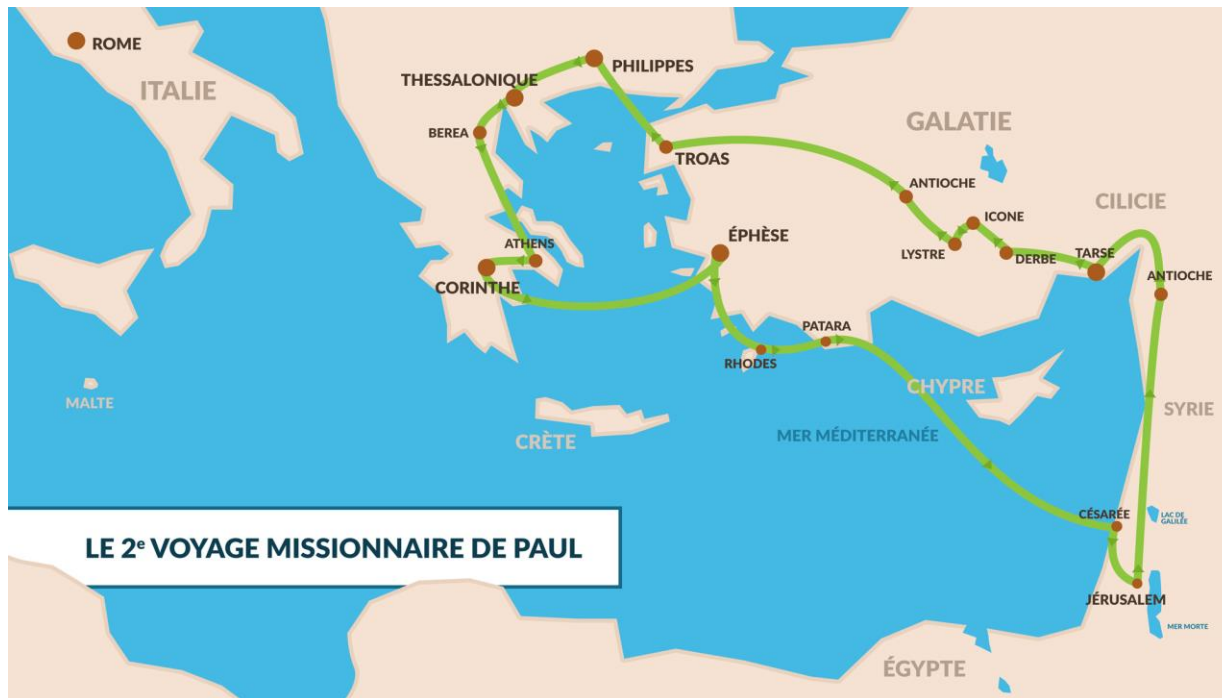 ROME
ITALIE
PHILIPPES
THESSALONIQUE
BEREA
TROAS
GALATIE
ANTIOCHE
CILICIE
ICONE
LYSTRE
DERBE
TARSE
ANTIOCHE
ATHENS
ÉPHÈSE
CORINTHE
PATARA
RHODES
CHYPRE
SYRIE
MALTE
CRÈTE
MER MÉDITERRANÉE
CÉSARÉE
LAC DE
GALILÉE
LE 2e VOYAGE MISSIONNAIRE DE PAUL
JÉRUSALEM
MER MORTE
ÉGYPTE